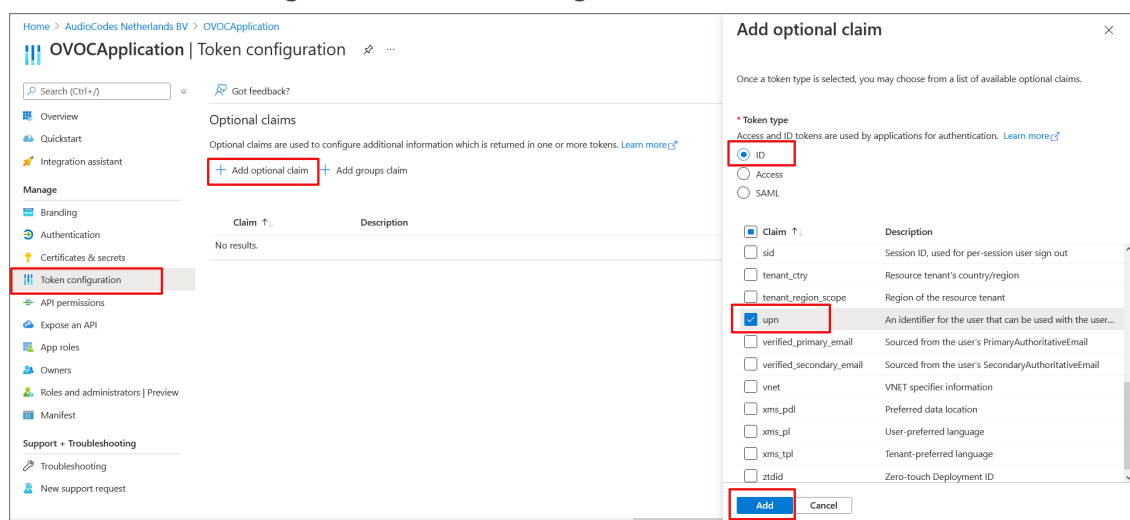 Home > AudioCodes Netherlands BV > OVOCApplication
OVOCApplication | Token configuration
Search (Ctrl+/)
«
Overview
Quickstart
Integration assistant
Manage
Branding
Authentication
Certificates & secrets
Token configuration
API permissions
Expose an API
App roles
Owners
Roles and administrators | Preview
Manifest
Support + Troubleshooting
Troubleshooting
New support request
Got feedback?
Optional claims
Optional claims are used to configure additional information which is returned in one or more tokens. Learn more
+ Add optional claim + Add groups claim
Claim ↑↓ Description
No results.
Add optional claim
Once a token type is selected, you may choose from a list of available optional claims.
* Token type
Access and ID tokens are used by applications for authentication. Learn more
ID
Access
SAML
Claim ↑↓ Description
sid Session ID, used for per-session user sign out
tenant_ctry Resource tenant's country/region
tenant_region_scope Region of the resource tenant
upn An identifier for the user that can be used with the user...
verified_primary_email Sourced from the user's PrimaryAuthoritativeEmail
verified_secondary_email Sourced from the user's SecondaryAuthoritativeEmail
vnet VNET specifier information
xms_pdl Preferred data location
xms_pl User-preferred language
xms_tpl Tenant-preferred language
ztdid Zero-touch Deployment ID
Add Cancel